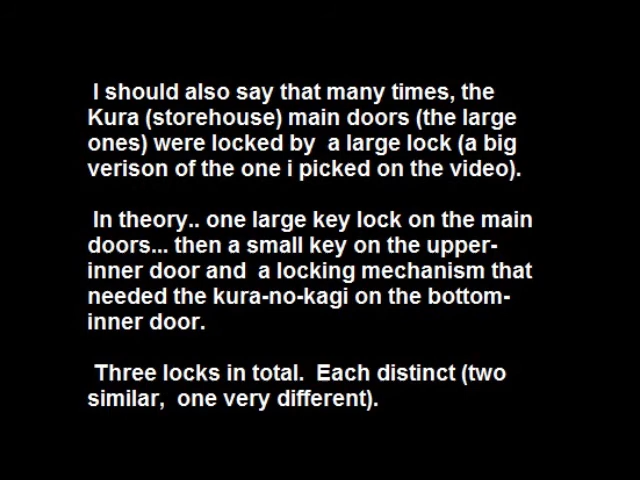 I should also say that many times, the
Kura (storehouse) main doors (the large
ones) were locked by  a large lock (a big
verison of the one i picked on the video).
In theory.. one large key lock on the main
doors... then a small key on the upper-
inner door and  a locking mechanism that
needed the kura-no-kagi on the bottom-
inner door.
Three locks in total.  Each distinct (two
similar,  one very different).